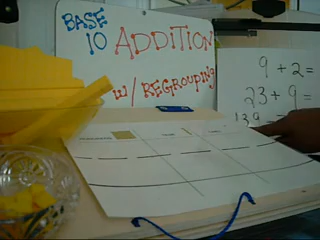 BASE
10 ADDITION
w/ REGROUPING
9 + 2 =
23 + 9 =